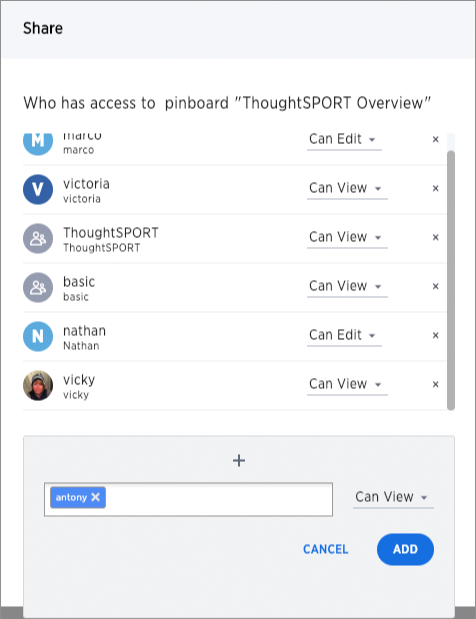 Share
Who has access to pinboard "ThoughtSPORT Overview"
M marco Can Edit ×
marco
V victoria Can View ×
victoria
ThoughtSPORT Can View ×
ThoughtSPORT
basic Can View ×
basic
N nathan Can Edit ×
Nathan
vicky Can View ×
vicky
+
antony × Can View
CANCEL ADD